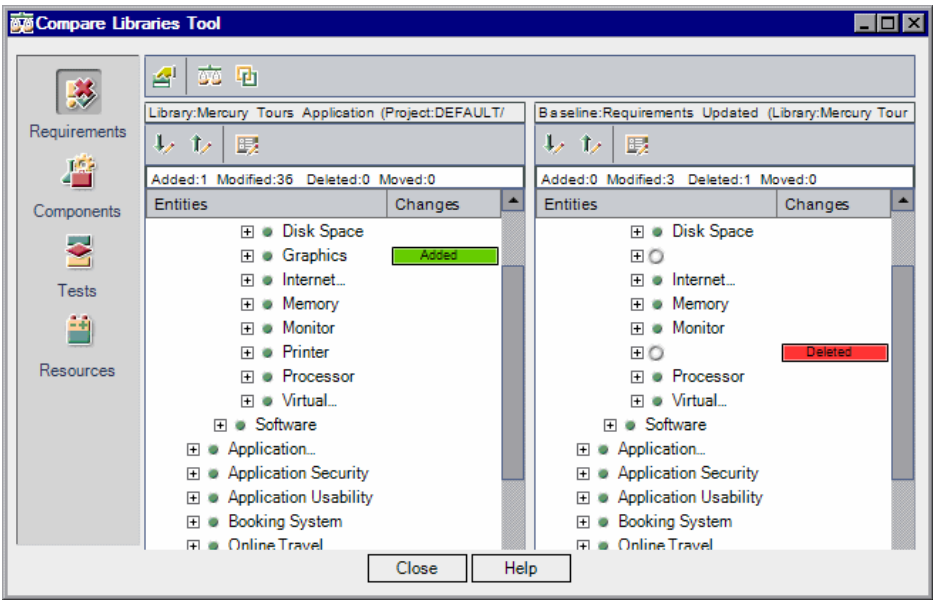 Compare Libraries Tool
Requirements
Components
Tests
Resources
Library:Mercury Tours Application (Project:DEFAULT/
Added:1 Modified:36 Deleted:0 Moved:0
Entities Changes
Disk Space
Graphics Added
Internet...
Memory
Monitor
Printer
Processor
Virtual...
Software
Application...
Application Security
Application Usability
Booking System
Online Travel
Baseline:Requirements Updated (Library:Mercury Tour
Added:0 Modified:3 Deleted:1 Moved:0
Entities Changes
Disk Space
Internet...
Memory
Monitor
Deleted
Processor
Virtual...
Software
Application...
Application Security
Application Usability
Booking System
Online Travel
Close Help